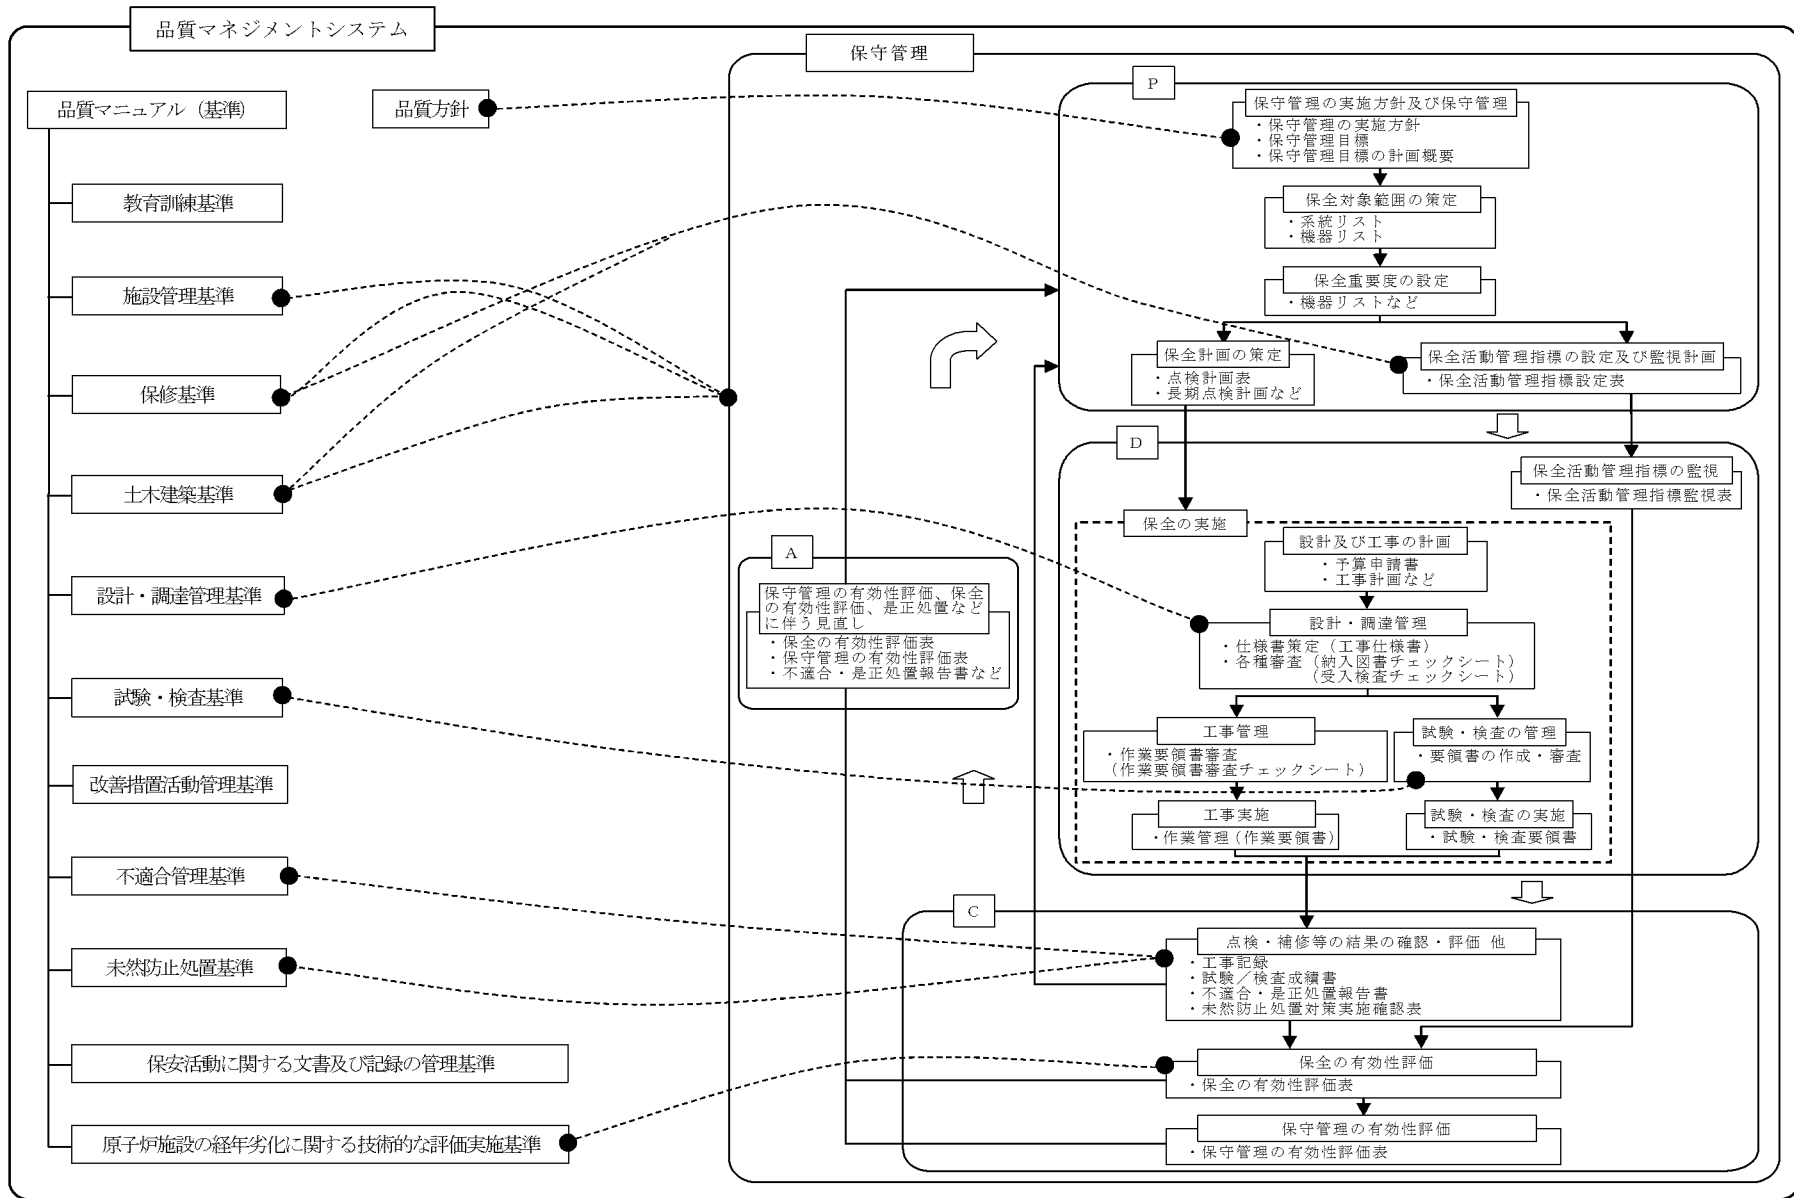 品質マネジメントシステム
品質マニュアル（基準）
品質方針
教育訓練基準
施設管理基準
保修基準
土木建築基準
設計・調達管理基準
試験・検査基準
改善措置活動管理基準
不適合管理基準
未然防止処置基準
保安活動に関する文書及び記録の管理基準
原子炉施設の経年劣化に関する技術的な評価実施基準
保守管理
P
保守管理の実施方針及び保守管理
・保守管理の実施方針
・保守管理目標
・保守管理目標の計画概要
保全対象範囲の策定
・系統リスト
・機器リスト
保全重要度の設定
・機器リストなど
保全計画の策定
・点検計画表
・長期点検計画など
保全活動管理指標の設定及び監視計画
・保全活動管理指標設定表
D
保全活動管理指標の監視
・保全活動管理指標監視表
保全の実施
設計及び工事の計画
・予算申請書
・工事計画など
設計・調達管理
・仕様書策定（工事仕様書）
・各種審査（納入図書チェックシート）
（受入検査チェックシート）
工事管理
・作業要領書審査
（作業要領書審査チェックシート）
試験・検査の管理
・要領書の作成・審査
工事実施
・作業管理（作業要領書）
試験・検査の実施
・試験・検査要領書
A
保守管理の有効性評価、保全
の有効性評価、是正処置など
に伴う見直し
・保全の有効性評価表
・保守管理の有効性評価表
・不適合・是正処置報告書など
C
点検・補修等の結果の確認・評価 他
・工事記録
・試験／検査成績書
・不適合・是正処置報告書
・未然防止処置対策実施確認表
保全の有効性評価
・保全の有効性評価表
保守管理の有効性評価
・保守管理の有効性評価表